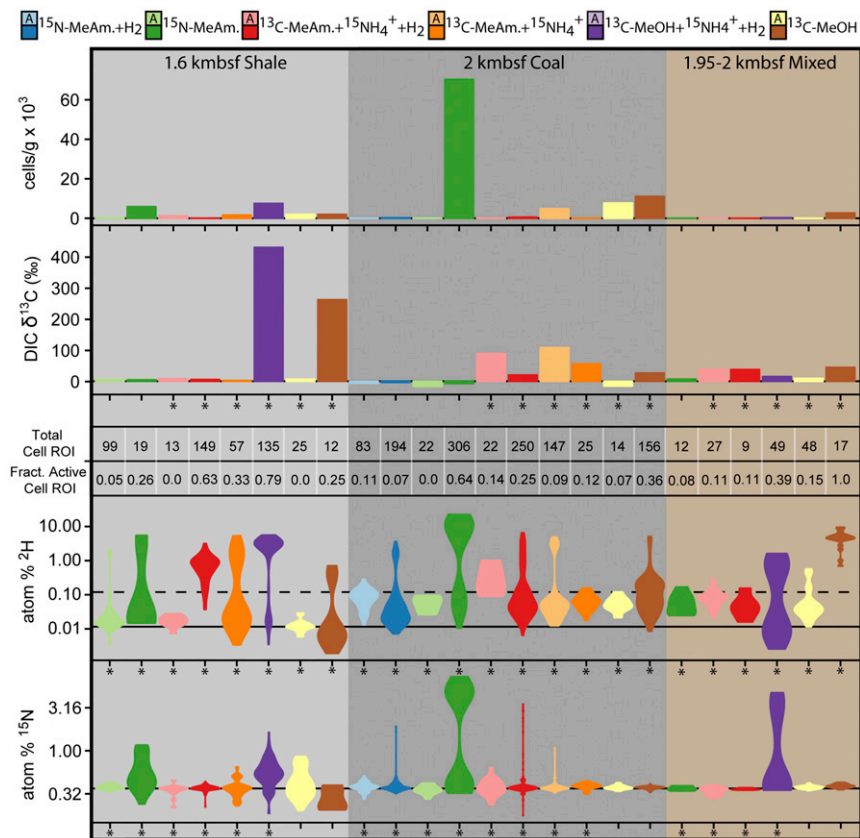 A ¹⁵N-MeAm.+H₂ A ¹⁵N-MeAm. A ¹³C-MeAm.+¹⁵NH₄⁺+H₂ A ¹³C-MeAm.+¹⁵NH₄⁺ A ¹³C-MeOH+¹⁵NH₄⁺+H₂ A ¹³C-MeOH
1.6 kmbsf Shale 2 kmbsf Coal 1.95-2 kmbsf Mixed
cells/g x 10³
60
40
20
0
DIC δ¹³C (‰)
400
300
200
100
0
* * * * * * * * * * * * * * * * *
Total
Cell ROI
99 19 13 149 57 135 25 12 83 194 22 306 22 250 147 25 14 156 12 27 9 49 48 17
Fract. Active
Cell ROI
0.05 0.26 0.0 0.63 0.33 0.79 0.0 0.25 0.11 0.07 0.0 0.64 0.14 0.25 0.09 0.12 0.07 0.36 0.08 0.11 0.11 0.39 0.15 1.0
atom % ²H
10.00
1.00
0.10
0.01
* * * * * * * * * * * * * * * * * * * * * * * *
atom % ¹⁵N
3.16
1.00
0.32
* * * * * * * * * * * * * * * * * *